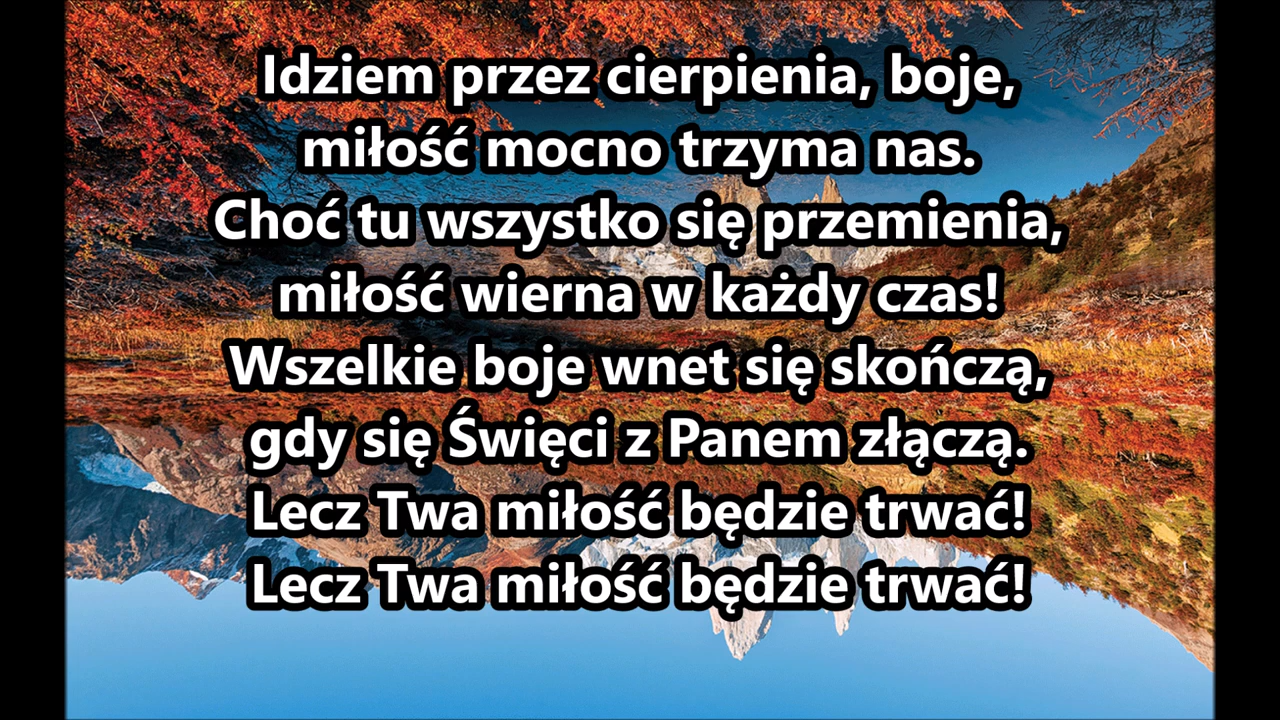 Idziem przez cierpienia, boje,
miłość mocno trzyma nas.
Choć tu wszystko się przemienia,
miłość wierna w każdy czas!
Wszelkie boje wnet się skończą,
gdy się Święci z Panem złączą.
Lecz Twa miłość będzie trwać!
Lecz Twa miłość będzie trwać!